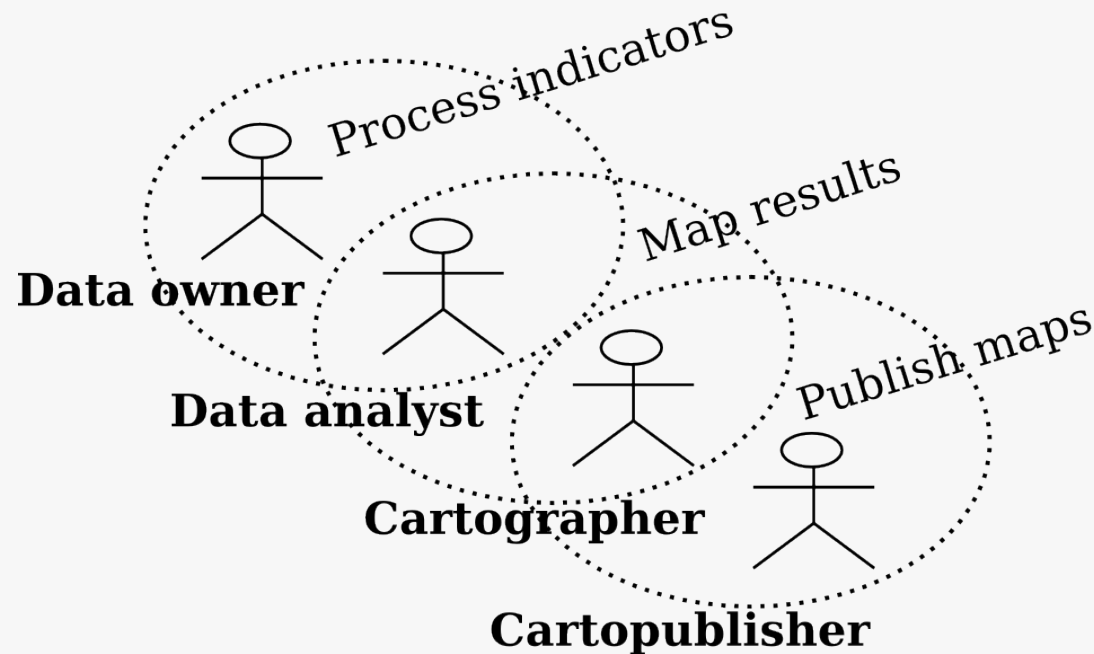 Process indicators
Map results
Data owner
Publish maps
Data analyst
Cartographer
Cartopublisher